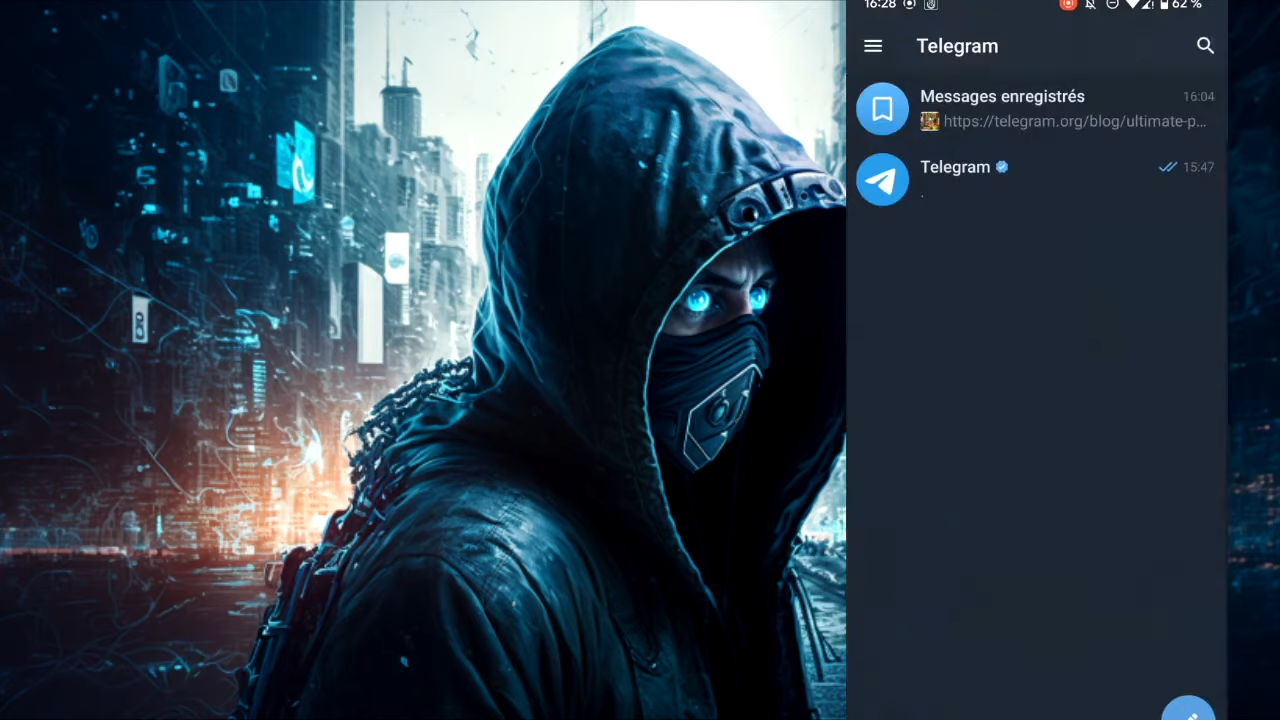 16:28
62 %
Telegram
Messages enregistrés
16:04
https://telegram.org/blog/ultimate-p...
Telegram
15:47
.